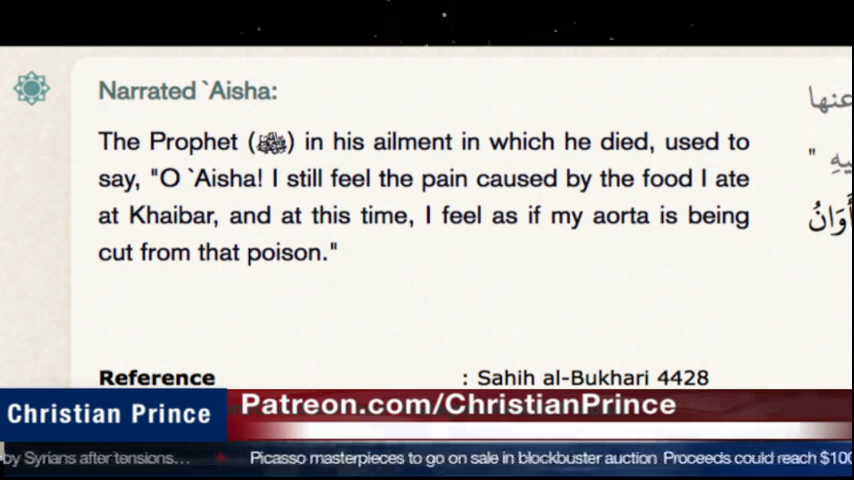 Narrated `Aisha:
The Prophet (ﷺ) in his ailment in which he died, used to
say, "O `Aisha! I still feel the pain caused by the food I ate
at Khaibar, and at this time, I feel as if my aorta is being
cut from that poison."
عنها
يهِ "
أَوَانُ
Reference : Sahih al-Bukhari 4428
Christian Prince
Patreon.com/ChristianPrince
by Syrians after tensions... Picasso masterpieces to go on sale in blockbuster auction Proceeds could reach $100